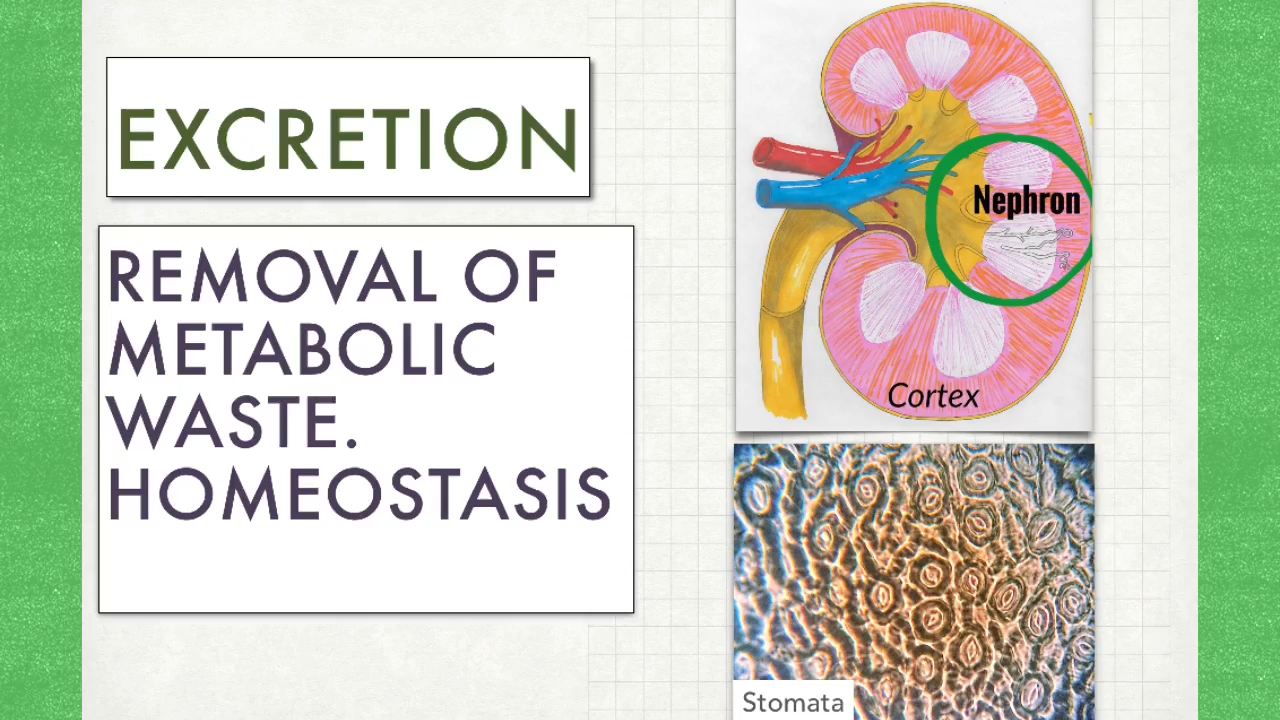 EXCRETION
REMOVAL OF
METABOLIC
WASTE.
HOMEOSTASIS
Nephron
Cortex
Stomata